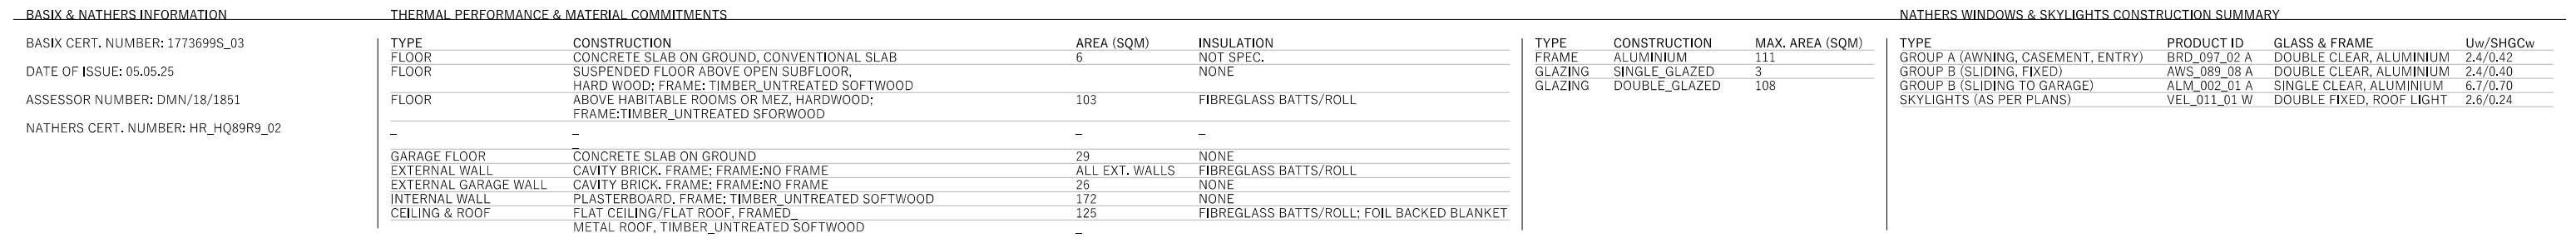 BASIX & NATHERS INFORMATION
BASIX CERT. NUMBER: 1773699S_03
DATE OF ISSUE: 05.05.25
ASSESSOR NUMBER: DMN/18/1851
NATHERS CERT. NUMBER: HR_HQ89R9_02
THERMAL PERFORMANCE & MATERIAL COMMITMENTS
TYPE CONSTRUCTION AREA (SQM) INSULATION
FLOOR CONCRETE SLAB ON GROUND, CONVENTIONAL SLAB 6 NOT SPEC.
FLOOR SUSPENDED FLOOR ABOVE OPEN SUBFLOOR, NONE
HARD WOOD; FRAME: TIMBER_UNTREATED SOFTWOOD
FLOOR ABOVE HABITABLE ROOMS OR MEZ, HARDWOOD; 103 FIBREGLASS BATTS/ROLL
FRAME:TIMBER_UNTREATED SFORWOOD
_ _ _ _
_
GARAGE FLOOR CONCRETE SLAB ON GROUND 29 NONE
EXTERNAL WALL CAVITY BRICK. FRAME; FRAME:NO FRAME ALL EXT. WALLS FIBREGLASS BATTS/ROLL
EXTERNAL GARAGE WALL CAVITY BRICK. FRAME; FRAME:NO FRAME 26 NONE
INTERNAL WALL PLASTERBOARD. FRAME: TIMBER_UNTREATED SOFTWOOD 172 NONE
CEILING & ROOF FLAT CEILING/FLAT ROOF, FRAMED_ 125 FIBREGLASS BATTS/ROLL; FOIL BACKED BLANKET
METAL ROOF, TIMBER_UNTREATED SOFTWOOD _
TYPE CONSTRUCTION MAX. AREA (SQM)
FRAME ALUMINIUM 111
GLAZING SINGLE_GLAZED 3
GLAZING DOUBLE_GLAZED 108
NATHERS WINDOWS & SKYLIGHTS CONSTRUCTION SUMMARY
TYPE PRODUCT ID GLASS & FRAME Uw/SHGCw
GROUP A (AWNING, CASEMENT, ENTRY) BRD_097_02 A DOUBLE CLEAR, ALUMINIUM 2.4/0.42
GROUP B (SLIDING, FIXED) AWS_089_08 A DOUBLE CLEAR, ALUMINIUM 2.4/0.40
GROUP B (SLIDING TO GARAGE) ALM_002_01 A SINGLE CLEAR, ALUMINIUM 6.7/0.70
SKYLIGHTS (AS PER PLANS) VEL_011_01 W DOUBLE FIXED, ROOF LIGHT 2.6/0.24